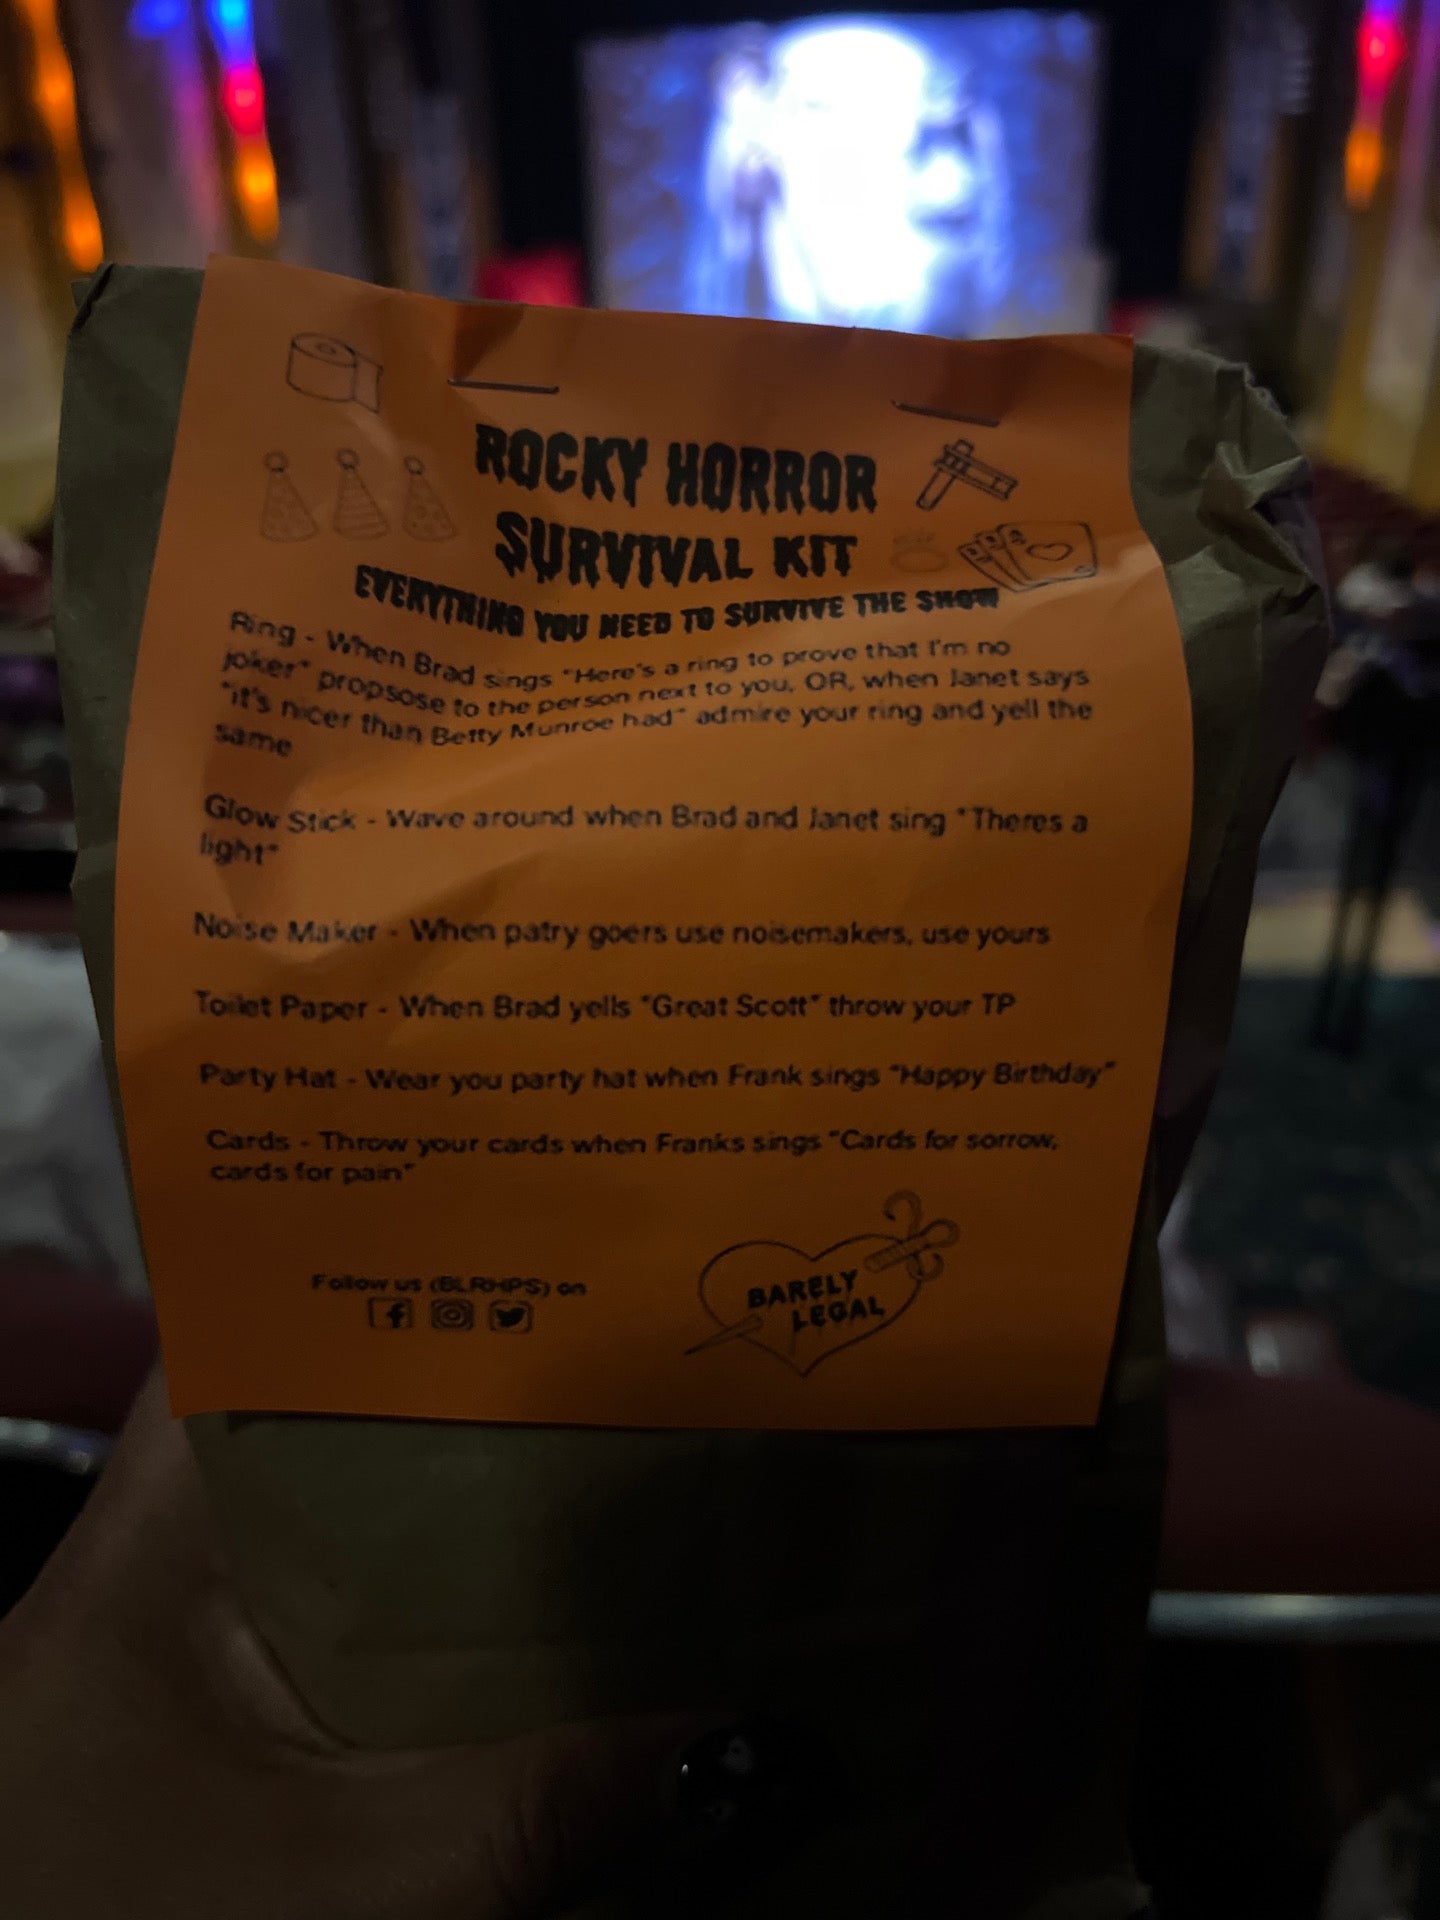 ROCKY HORROR
SURVIVAL KIT
EVERYTHING YOU NEED TO SURVIVE THE SHOW
Ring - When Brad sings "Here's a ring to prove that I'm no
joker" propsose to the person next to you, OR, when Janet says
"it's nicer than Betty Munroe had" admire your ring and yell the
same
Glow Stick - Wave around when Brad and Janet sing "Theres a
light"
Noise Maker - When patry goers use noisemakers, use yours
Toilet Paper - When Brad yells "Great Scott" throw your TP
Party Hat - Wear you party hat when Frank sings "Happy Birthday"
Cards - Throw your cards when Franks sings "Cards for sorrow,
cards for pain"
Follow us (BLRHPS) on
BARELY
LEGAL